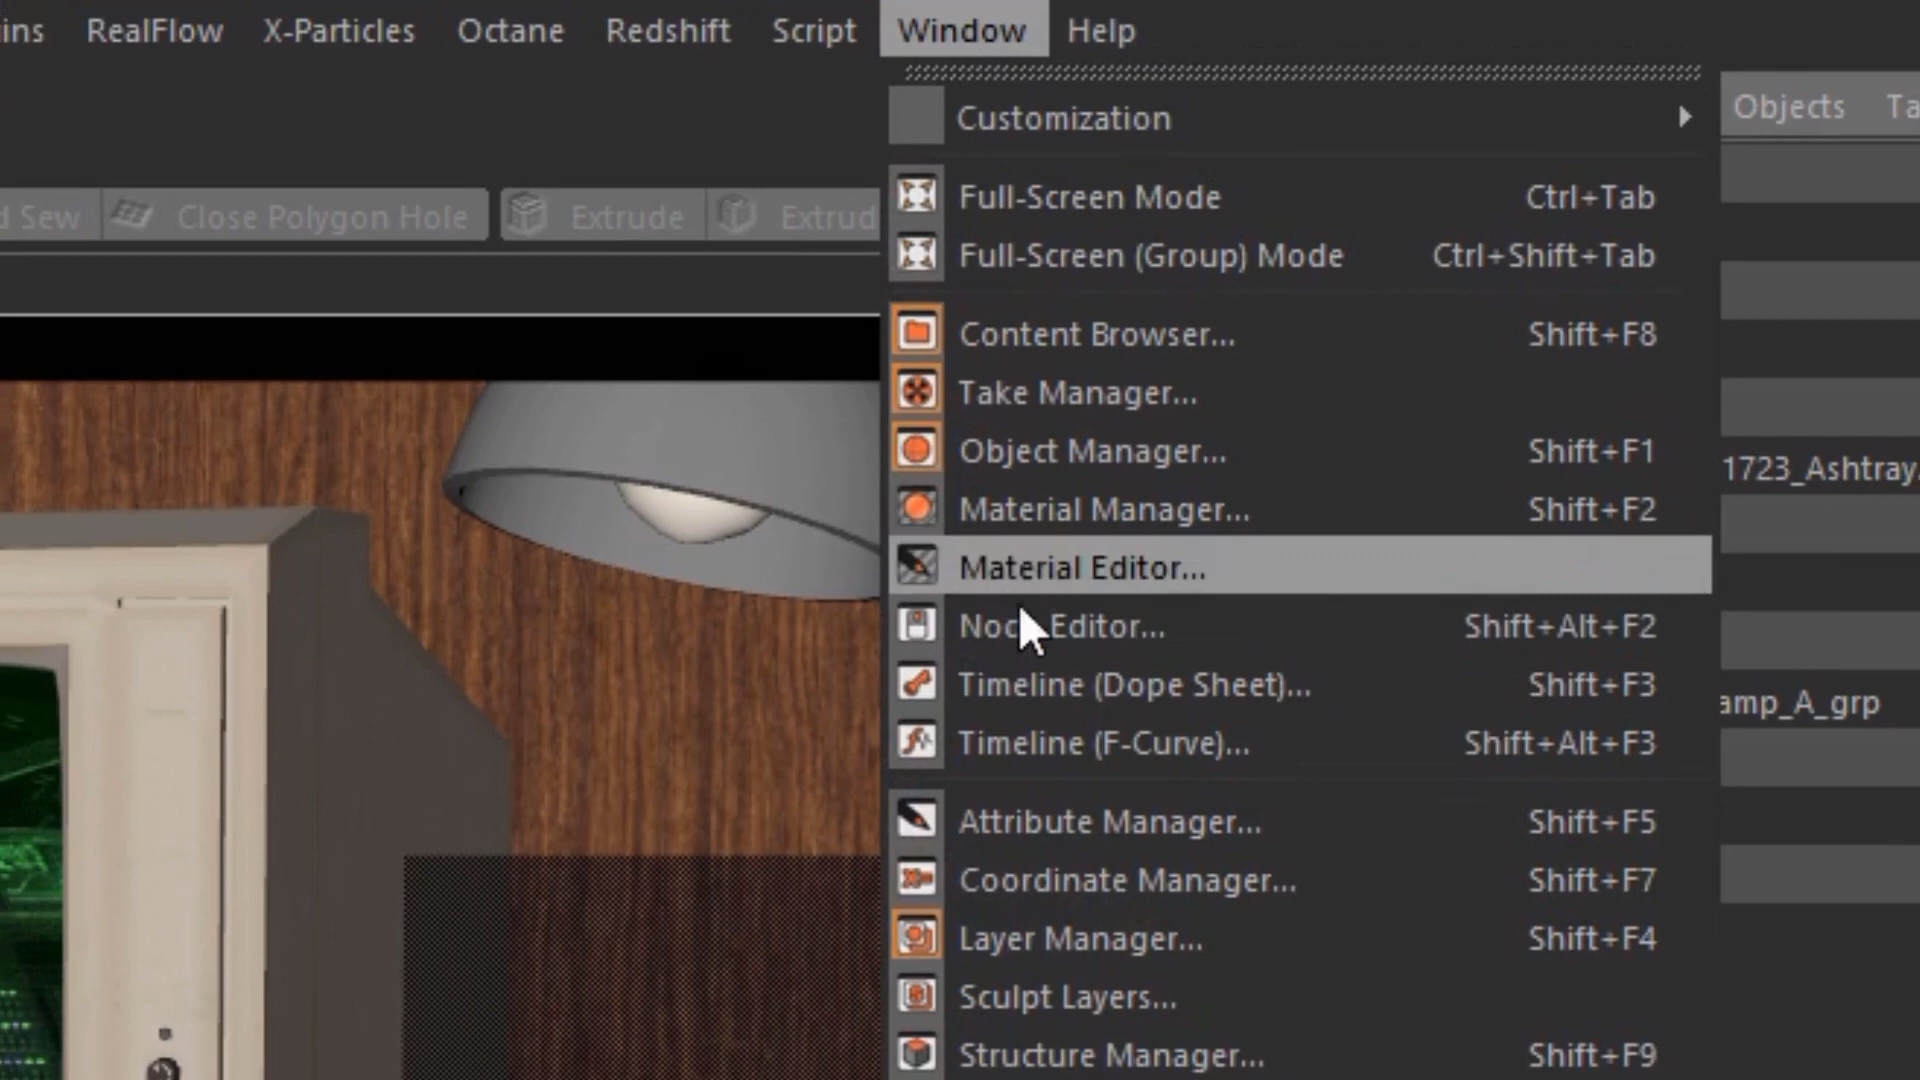 ins RealFlow X-Particles Octane Redshift Script Window Help
Customization
Objects Ta
Full-Screen Mode Ctrl+Tab
d Sew Close Polygon Hole Extrude Extrud
Full-Screen (Group) Mode Ctrl+Shift+Tab
Content Browser... Shift+F8
Take Manager...
Object Manager... Shift+F1
1723_Ashtray.
Material Manager... Shift+F2
Material Editor...
Editor... Shift+Alt+F2
Timeline (Dope Sheet)... Shift+F3
amp_A_grp
Timeline (F-Curve)... Shift+Alt+F3
Attribute Manager... Shift+F5
Coordinate Manager... Shift+F7
Layer Manager... Shift+F4
Sculpt Layers...
Structure Manager... Shift+F9